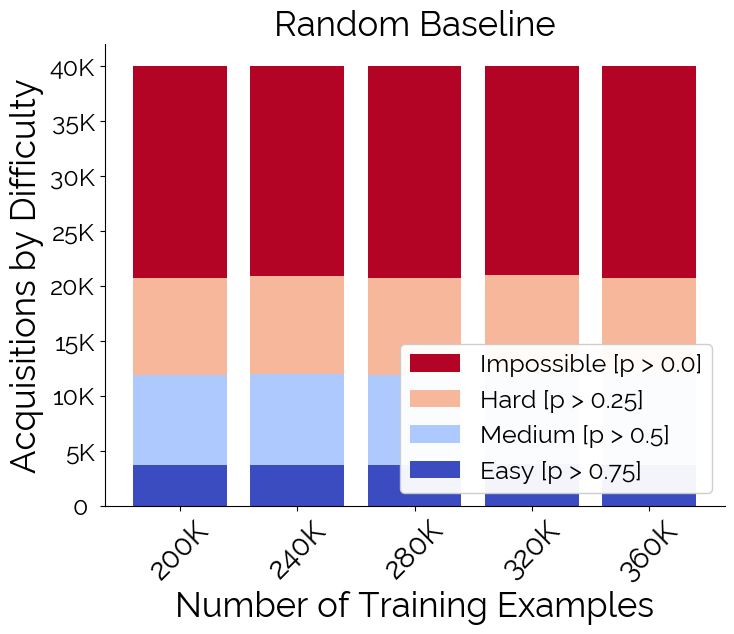 Random Baseline
Acquisitions by Difficulty
40K
35K
30K
25K
20K
15K
10K
5K
0
Impossible [p > 0.0]
Hard [p > 0.25]
Medium [p > 0.5]
Easy [p > 0.75]
200K
240K
280K
320K
360K
Number of Training Examples